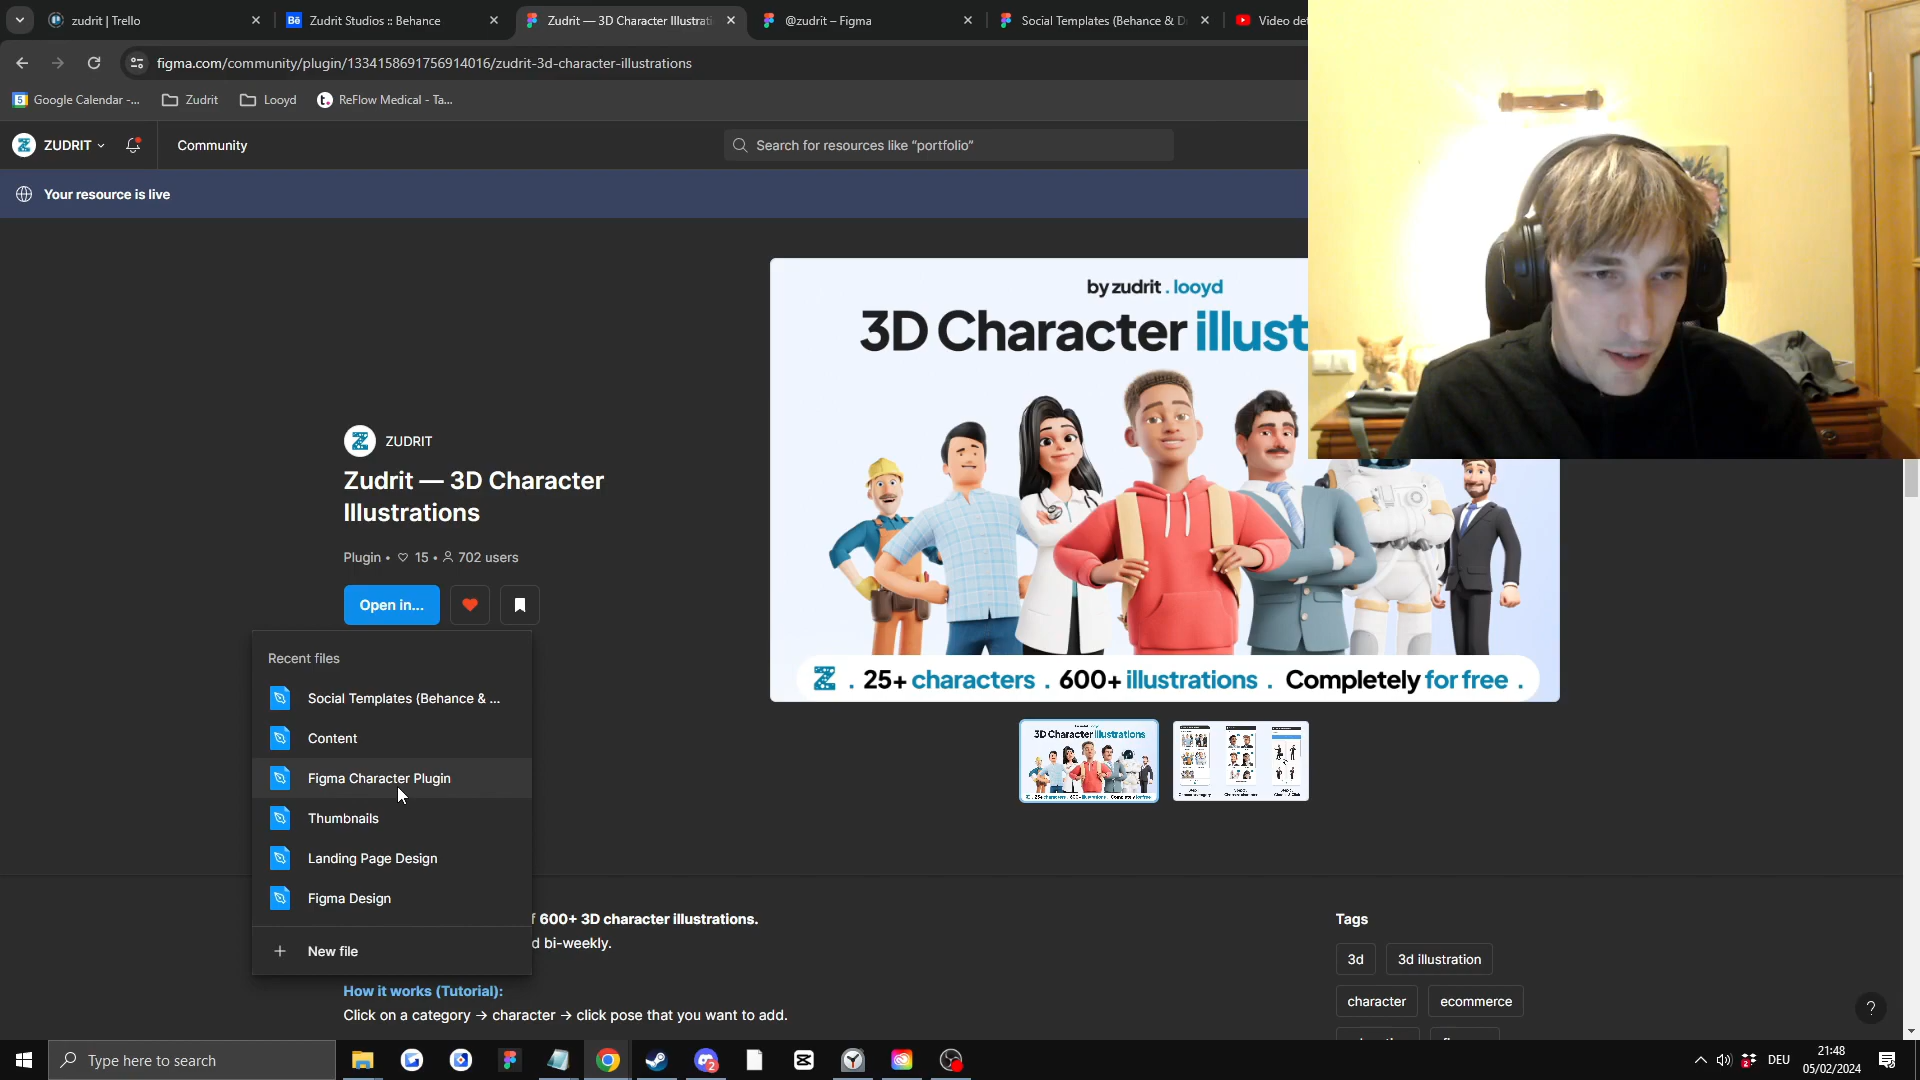 zudrit | Trello
Zudrit Studios :: Behance
Zudrit — 3D Character Illustrati
@zudrit – Figma
Social Templates (Behance & D
Video det
figma.com/community/plugin/1334158691756914016/zudrit-3d-character-illustrations
Google Calendar -...
Zudrit
Looyd
ReFlow Medical - Ta...
ZUDRIT
Community
Search for resources like “portfolio”
Your resource is live
by zudrit . looyd
3D Character illust
ZUDRIT
Zudrit — 3D Character
Illustrations
Plugin • 15 • 702 users
Open in...
Recent files
Social Templates (Behance & ...
Content
Figma Character Plugin
Thumbnails
Landing Page Design
Figma Design
New file
. 25+ characters . 600+ illustrations . Completely for free .
3D Character Illustrations
f 600+ 3D character illustrations.
d bi-weekly.
How it works (Tutorial):
Click on a category → character → click pose that you want to add.
Tags
3d
3d illustration
character
ecommerce
?
Type here to search
2
DEU
21:48
05/02/2024